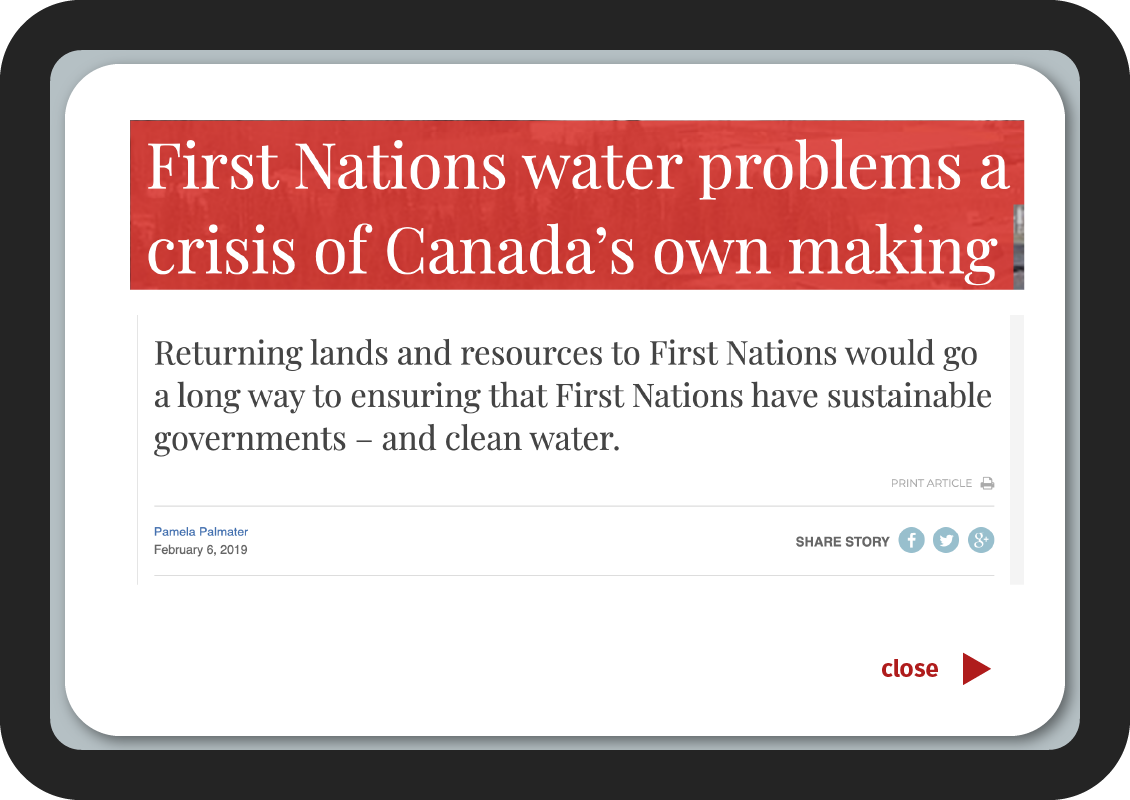 First Nations water problems a
crisis of Canada’s own making
Returning lands and resources to First Nations would go
a long way to ensuring that First Nations have sustainable
governments – and clean water.
PRINT ARTICLE
Pamela Palmater
February 6, 2019
SHARE STORY f g+
close